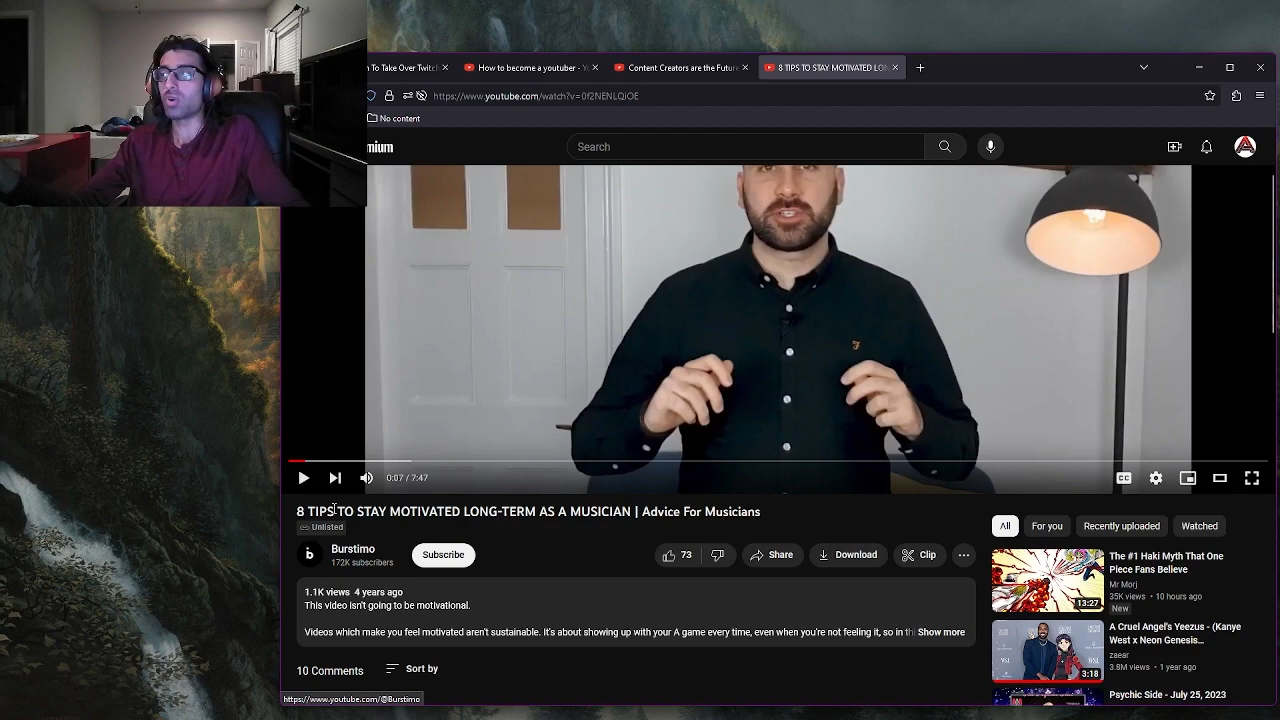 n To Take Over Twitch
How to become a youtuber - Y
Content Creators are the Future
8 TIPS TO STAY MOTIVATED LON
https://www.youtube.com/watch?v=0f2NENLQiOE
No content
mium
Search
0:07 / 7:47
CC
8 TIPS TO STAY MOTIVATED LONG-TERM AS A MUSICIAN | Advice For Musicians
Unlisted
b
Burstimo
172K subscribers
Subscribe
73
Share
Download
Clip
1.1K views 4 years ago
This video isn't going to be motivational.
Videos which make you feel motivated aren't sustainable. It's about showing up with your A game every time, even when you're not feeling it, so in th
Show more
10 Comments
Sort by
https://www.youtube.com/@Burstimo
All
For you
Recently uploaded
Watched
The #1 Haki Myth That One
Piece Fans Believe
Mr Morj
35K views • 10 hours ago
New
13:27
A Cruel Angel's Yeezus - (Kanye
West x Neon Genesis...
zaear
3.8M views • 1 year ago
3:18
Psychic Side - July 25, 2023